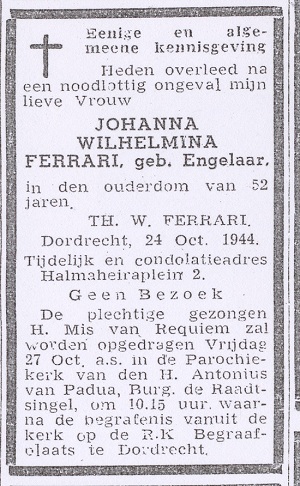 Eenige en alge-
meene kennisgeving
Heden overleed na
een noodlottig ongeval mijn
lieve Vrouw
JOHANNA
WILHELMINA
FERRARI, geb. Engelaar,
in den ouderdom van 52
jaren.
TH. W. FERRARI.
Dordrecht, 24 Oct. 1944.
Tijdelijk en condolatieadres
Halmaheiraplein 2.
Geen Bezoek
De plechtige gezongen
H. Mis van Requiem zal
worden opgedragen Vrijdag
27 Oct. a.s. in de Parochie-
kerk van den H. Antonius
van Padua, Burg. de Raadt-
singel, om 10.15 uur, waar-
na de begrafenis vanuit de
kerk op de R.K. Begraaf-
plaats te Dordrecht.